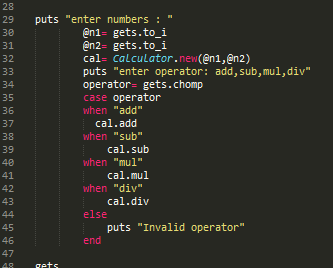 28
29 puts "enter numbers : "
30 @n1= gets.to_i
31 @n2= gets.to_i
32 cal= Calculator.new(@n1,@n2)
33 puts "enter operator: add,sub,mul,div"
34 operator= gets.chomp
35 case operator
36 when "add"
37 cal.add
38 when "sub"
39 cal.sub
40 when "mul"
41 cal.mul
42 when "div"
43 cal.div
44 else
45 puts "Invalid operator"
46 end
47
48 gets